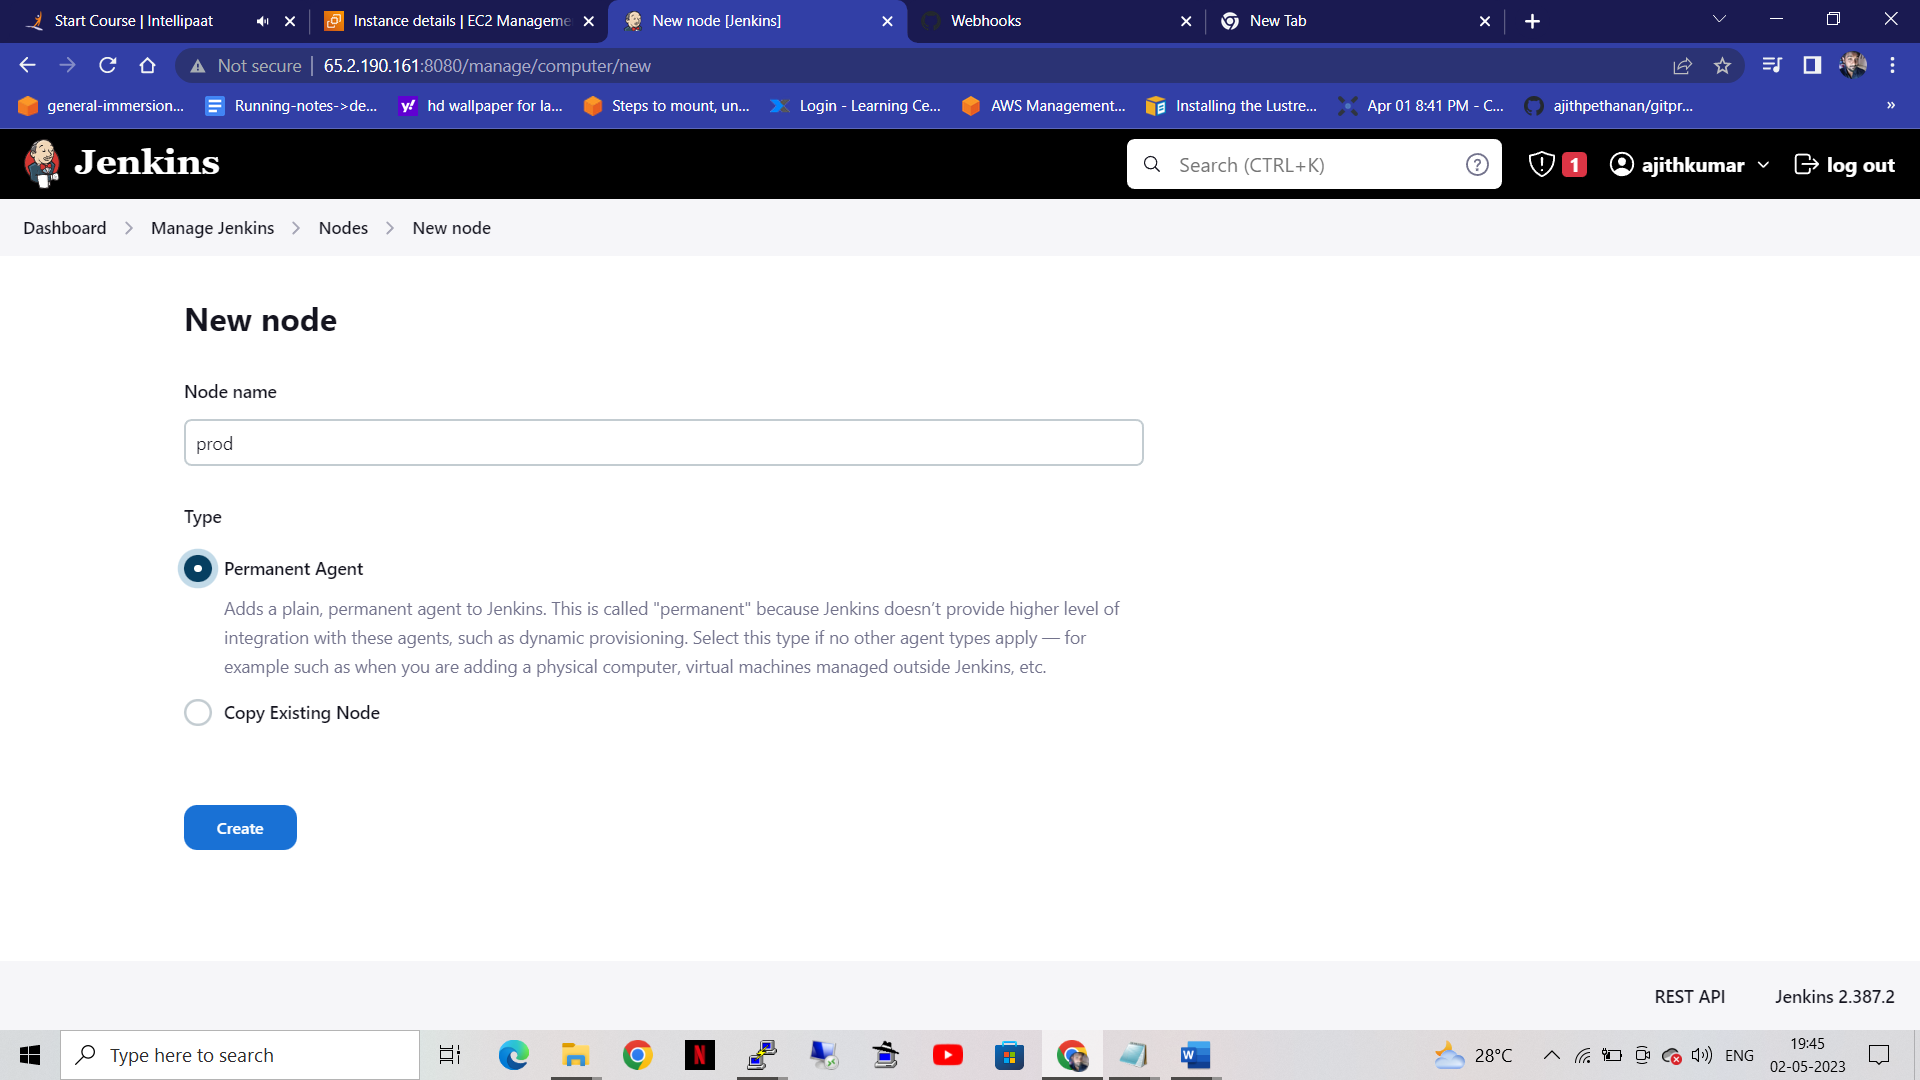 Start Course | Intellipaat
Instance details | EC2 Manageme
New node [Jenkins]
Webhooks
New Tab
Not secure
65.2.190.161:8080/manage/computer/new
general-immersion...
Running-notes->de...
hd wallpaper for la...
Steps to mount, un...
Login - Learning Ce...
AWS Management...
Installing the Lustre...
Apr 01 8:41 PM - C...
ajithpethanan/gitpr...
»
Jenkins
Search (CTRL+K)
1
ajithkumar
log out
Dashboard
Manage Jenkins
Nodes
New node
New node
Node name
prod
Type
Permanent Agent
Adds a plain, permanent agent to Jenkins. This is called "permanent" because Jenkins doesn’t provide higher level of
integration with these agents, such as dynamic provisioning. Select this type if no other agent types apply — for
example such as when you are adding a physical computer, virtual machines managed outside Jenkins, etc.
Copy Existing Node
Create
REST API
Jenkins 2.387.2
Type here to search
28°C
ENG
19:45
02-05-2023